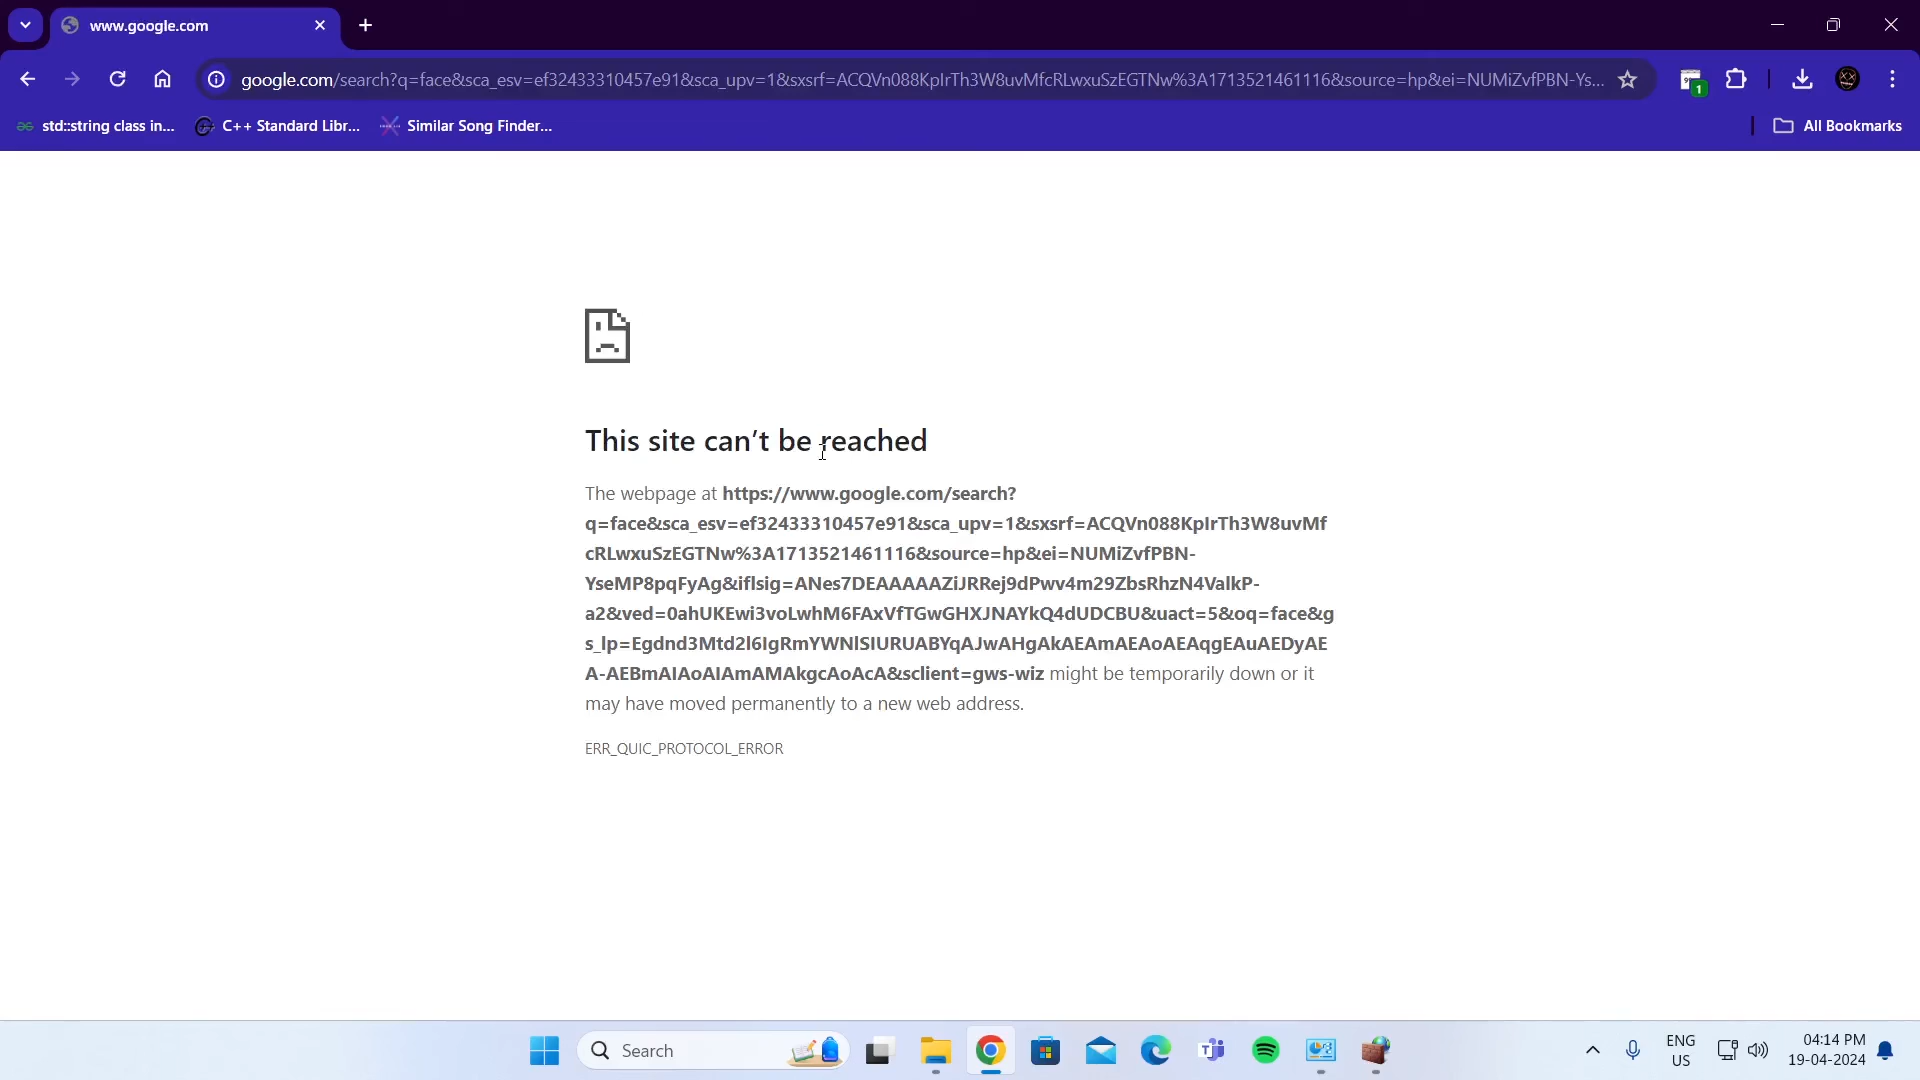 www.google.com
google.com/search?q=face&sca_esv=ef32433310457e91&sca_upv=1&sxsrf=ACQVn088KpIrTh3W8uvMfcRLwxuSzEGTNw%3A1713521461116&source=hp&ei=NUMiZvfPBN-Ys...
1
std::string class in...
C++ Standard Libr...
Similar Song Finder...
All Bookmarks
This site can't be reached
The webpage at https://www.google.com/search?
q=face&sca_esv=ef32433310457e91&sca_upv=1&sxsrf=ACQVn088KpIrTh3W8uvMf
cRLwxuSzEGTNw%3A1713521461116&source=hp&ei=NUMiZvfPBN-
YseMP8pqFyAg&iflsig=ANes7DEAAAAAZiJRRej9dPwv4m29ZbsRhzN4ValkP-
a2&ved=0ahUKEwi3voLwhM6FAxVfTGwGHXJNAYkQ4dUDCBU&uact=5&oq=face&g
s_lp=Egdnd3Mtd2l6IgRmYWNlSIURUABYqAJwAHgAkAEAmAEAoAEAqgEAuAEDyAE
A-AEBmAIAoAIAmAMAkgcAoAcA&sclient=gws-wiz might be temporarily down or it
may have moved permanently to a new web address.
ERR_QUIC_PROTOCOL_ERROR
Search
ENG
US
04:14 PM
19-04-2024